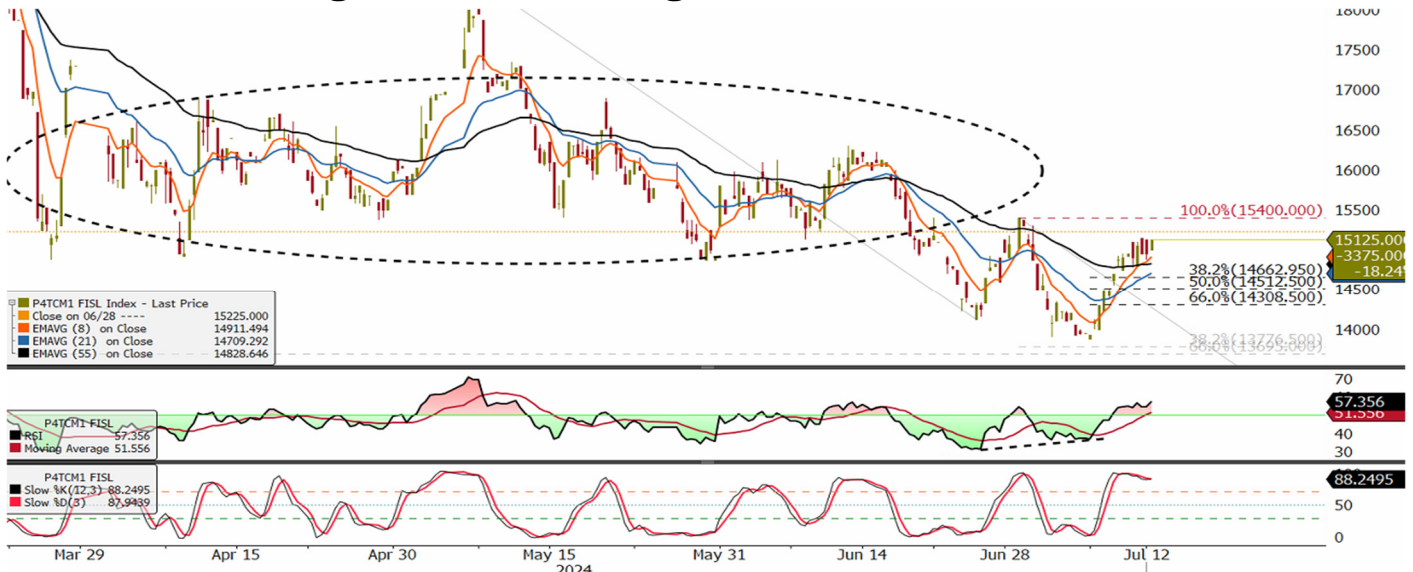 18000
17500
17000
16500
16000
15500
100.0%(15400.000)
15125.000
-3375.000
-18.24%
38.2%(14662.950)
50.0%(14512.500)
66.0%(14308.500)
14500
14000
38.2%(13776.500)
P4TCM1 FISL Index - Last Price
Close on 06/28 ---- 15225.000
EMAVG (8) on Close 14911.494
EMAVG (21) on Close 14709.292
EMAVG (55) on Close 14828.646
70
57.356
51.556
40
30
P4TCM1 FISL
RSI 57.356
Moving Average 51.556
P4TCM1 FISL
Slow %K(12,3) 88.2495
Slow %D(3) 87.9439
88.2495
50
0
Mar 29 Apr 15 Apr 30 May 15 May 31 Jun 14 Jun 28 Jul 12
2024